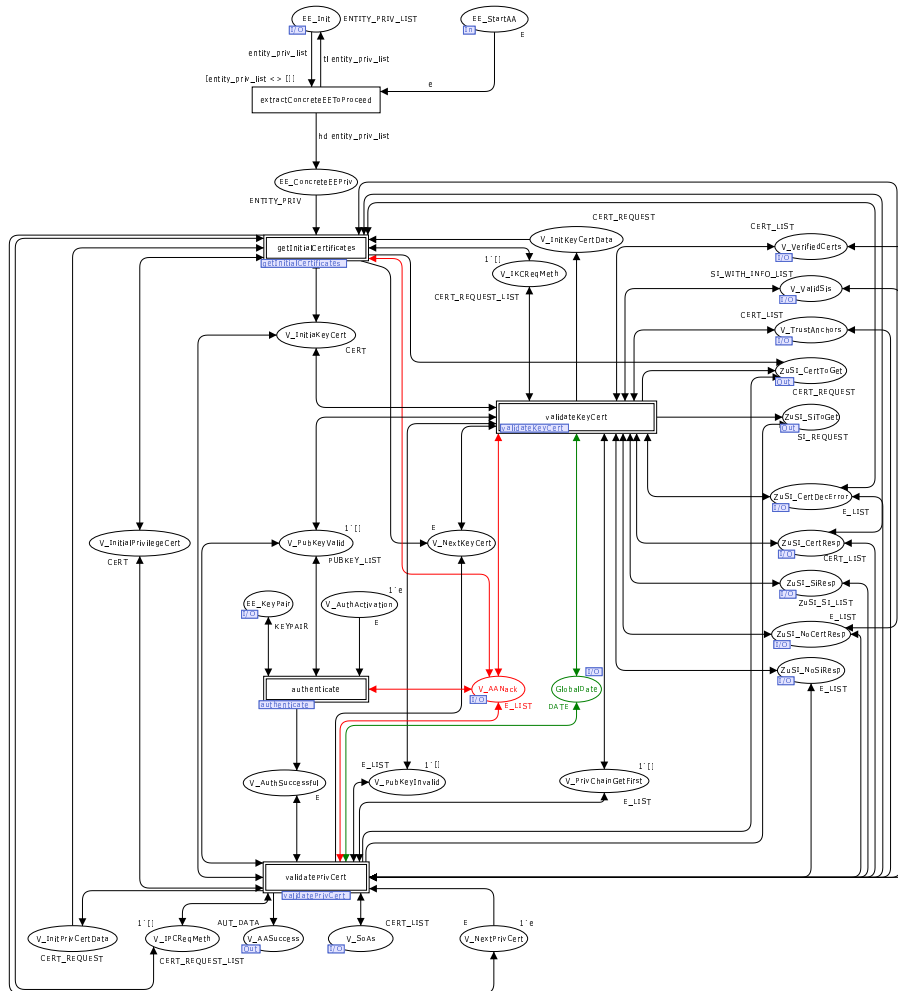 EE_Init
ENTITY_PRIV_LIST
I/O
EE_StartAA
In
E
entity_priv_list
tl entity_priv_list
[entity_priv_list <> []]
e
extractConcreteEEToProceed
hd entity_priv_list
EE_ConcreteEEPriv
ENTITY_PRIV
CERT_REQUEST
V_InitKeyCertData
CERT_LIST
V_VerifiedCerts
I/O
getInitialCertificates
getInitialCertificates
1`[]
V_IKCReqMeth
CERT_REQUEST_LIST
SI_WITH_INFO_LIST
V_ValidSis
I/O
CERT_LIST
V_TrustAnchors
I/O
V_InitiaKeyCert
CERT
ZuSI_CertToGet
Out
CERT_REQUEST
validateKeyCert
validateKeyCert
ZuSI_SiToGet
Out
SI_REQUEST
ZuSI_CertDecError
I/O
E_LIST
V_InitialPrivilegeCert
CERT
1`[]
V_PubKeyValid
PUBKEY_LIST
E
V_NextKeyCert
ZuSI_CertResp
I/O
CERT_LIST
ZuSI_SiResp
I/O
ZuSI_SI_LIST
EE_KeyPair
I/O
KEYPAIR
1`e
V_AuthActivation
E
E_LIST
ZuSI_NoCertResp
I/O
authenticate
authenticate
V_AANack
I/O
E_LIST
I/O
GlobalDate
DATE
ZuSI_NoSiResp
I/O
E_LIST
V_AuthSuccessful
E
E_LIST
1`[]
V_PubKeyInvalid
1`[]
V_PrivChainGetFirst
E_LIST
validatePrivCert
validatePrivCert
V_InitPrivCertData
CERT_REQUEST
1`[]
V_IPCReqMeth
CERT_REQUEST_LIST
AUT_DATA
V_AASuccess
Out
CERT_LIST
V_SoAs
I/O
E
1`e
V_NextPrivCert